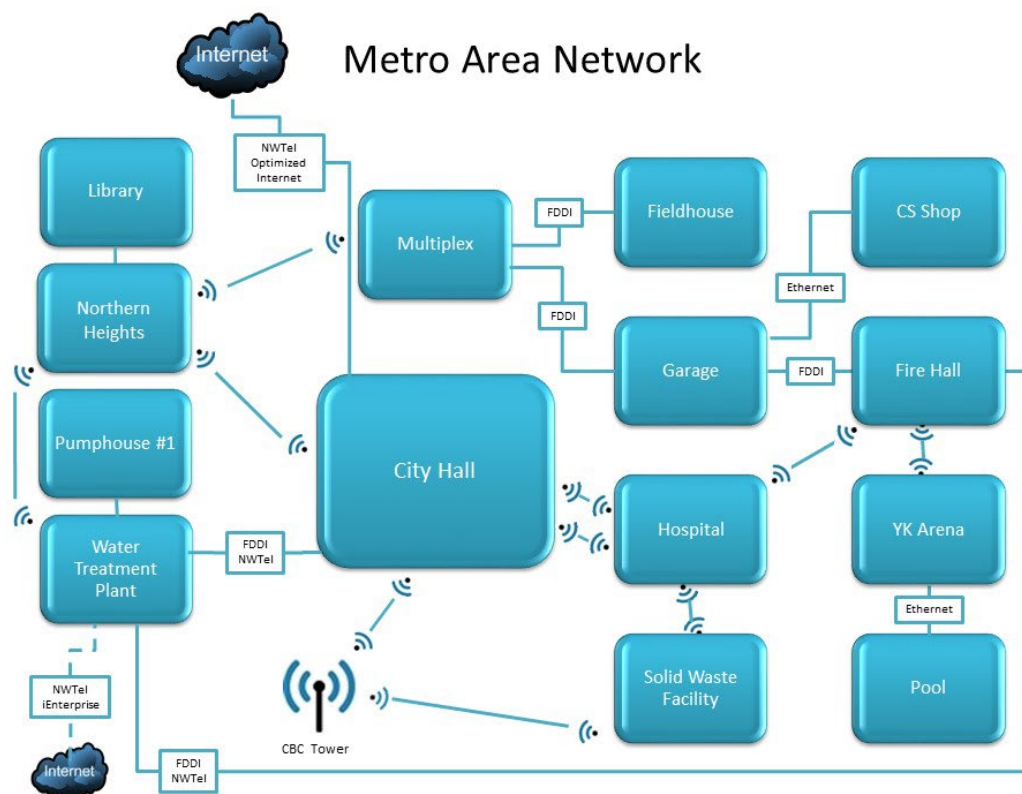 Internet
Metro Area Network
NWTel
Optimized
Internet
Library
Multiplex
FDDI
Fieldhouse
CS Shop
Northern
Heights
Ethernet
FDDI
Garage
FDDI
Fire Hall
Pumphouse #1
City Hall
Water
Treatment
Plant
FDDI
NWTel
Hospital
YK Arena
Ethernet
Solid Waste
Facility
Pool
NWTel
iEnterprise
CBC Tower
Internet
FDDI
NWTel